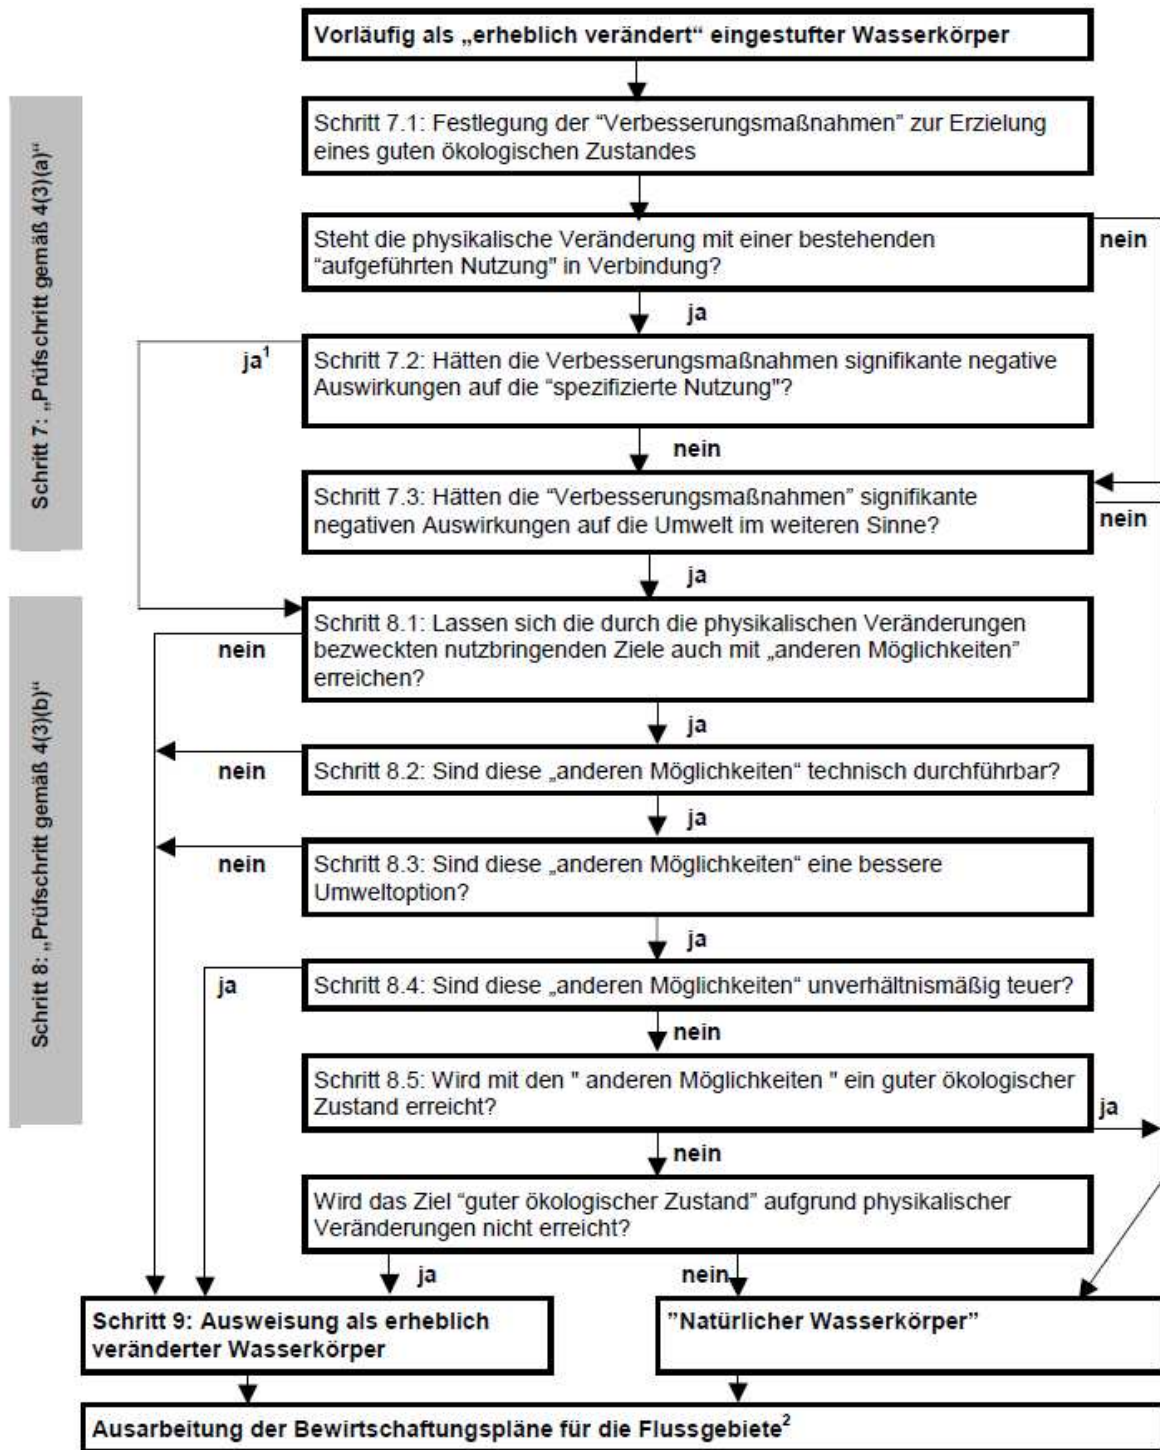 Vorläufig als „erheblich verändert“ eingestufter Wasserkörper
Schritt 7: „Prüfschritt gemäß 4(3)(a)“
Schritt 7.1: Festlegung der “Verbesserungsmaßnahmen” zur Erzielung
eines guten ökologischen Zustandes
Steht die physikalische Veränderung mit einer bestehenden
“aufgeführten Nutzung" in Verbindung?
nein
ja
ja¹
Schritt 7.2: Hätten die Verbesserungsmaßnahmen signifikante negative
Auswirkungen auf die “spezifizierte Nutzung"?
nein
Schritt 7.3: Hätten die “Verbesserungsmaßnahmen” signifikante
negativen Auswirkungen auf die Umwelt im weiteren Sinne?
nein
ja
Schritt 8: „Prüfschritt gemäß 4(3)(b)“
Schritt 8.1: Lassen sich die durch die physikalischen Veränderungen
bezweckten nutzbringenden Ziele auch mit „anderen Möglichkeiten”
erreichen?
nein
ja
Schritt 8.2: Sind diese „anderen Möglichkeiten“ technisch durchführbar?
nein
ja
Schritt 8.3: Sind diese „anderen Möglichkeiten“ eine bessere
Umweltoption?
nein
ja
Schritt 8.4: Sind diese „anderen Möglichkeiten“ unverhältnismäßig teuer?
ja
nein
Schritt 8.5: Wird mit den " anderen Möglichkeiten " ein guter ökologischer
Zustand erreicht?
ja
nein
Wird das Ziel “guter ökologischer Zustand” aufgrund physikalischer
Veränderungen nicht erreicht?
ja
nein
Schritt 9: Ausweisung als erheblich
veränderter Wasserkörper
”Natürlicher Wasserkörper”
Ausarbeitung der Bewirtschaftungspläne für die Flussgebiete²